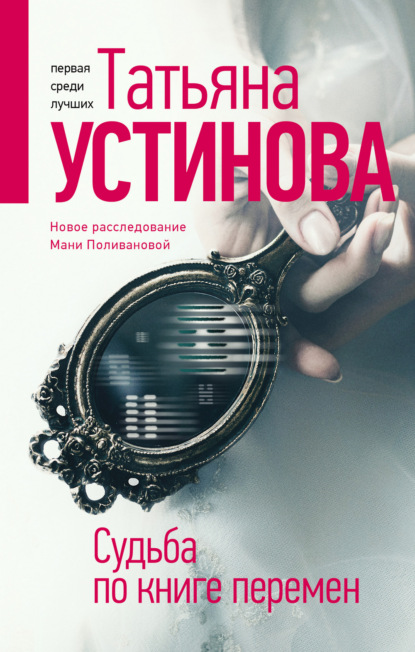 первая
среди
лучших
Татьяна
УСТИНОВА
Новое расследование
Мани Поливановой
Судьба
по книге перемен